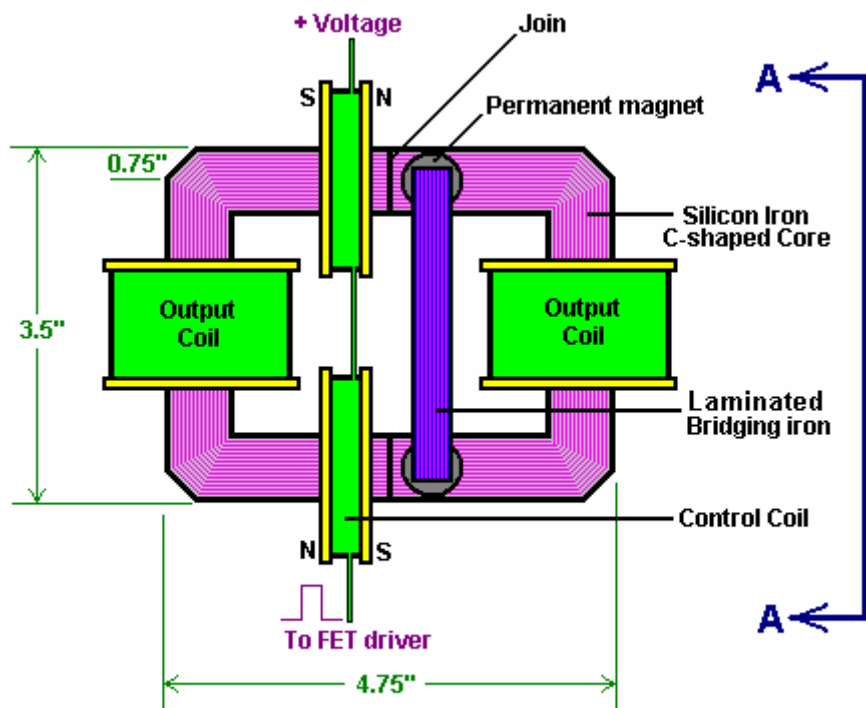 + Voltage
Join
S
N
Permanent magnet
A
0.75"
Silicon Iron
C-shaped Core
Output
Coil
Output
Coil
3.5"
Laminated
Bridging iron
Control Coil
N
S
A
To FET driver
4.75"